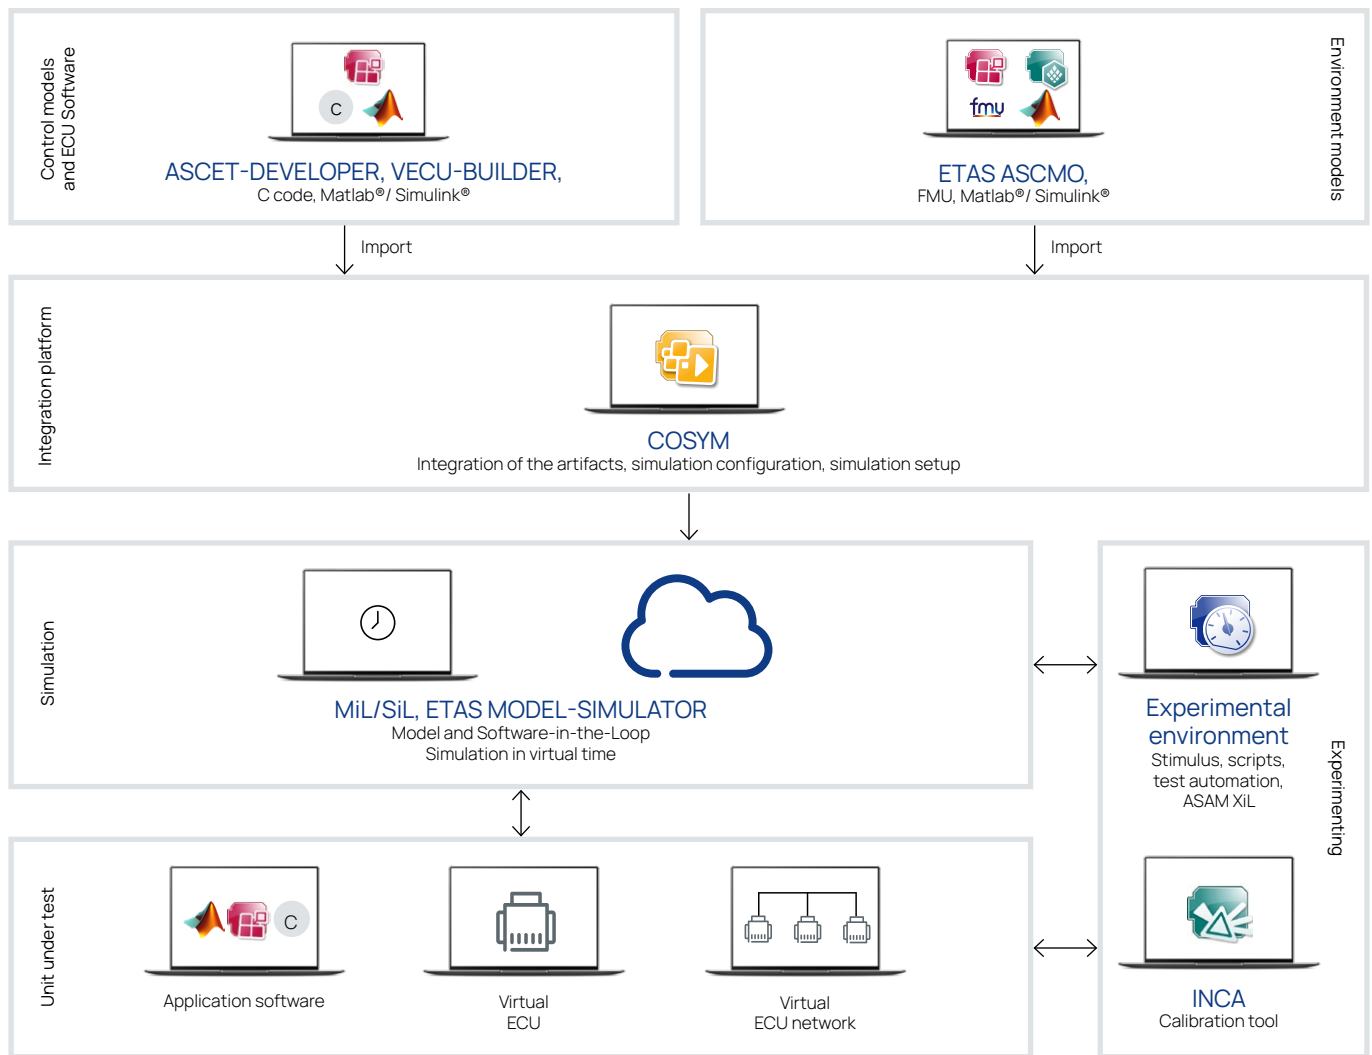 Control models
and ECU Software
C
ASCET-DEVELOPER, VECU-BUILDER,
C code, Matlab®/ Simulink®
fmu
ETAS ASCMO,
FMU, Matlab®/ Simulink®
Environment models
Import
Import
Integration platform
COSYM
Integration of the artifacts, simulation configuration, simulation setup
Simulation
MiL/SiL, ETAS MODEL-SIMULATOR
Model and Software-in-the-Loop
Simulation in virtual time
Experimental
environment
Stimulus, scripts,
test automation,
ASAM XiL
Experimenting
Unit under test
C
Application software
Virtual
ECU
Virtual
ECU network
INCA
Calibration tool